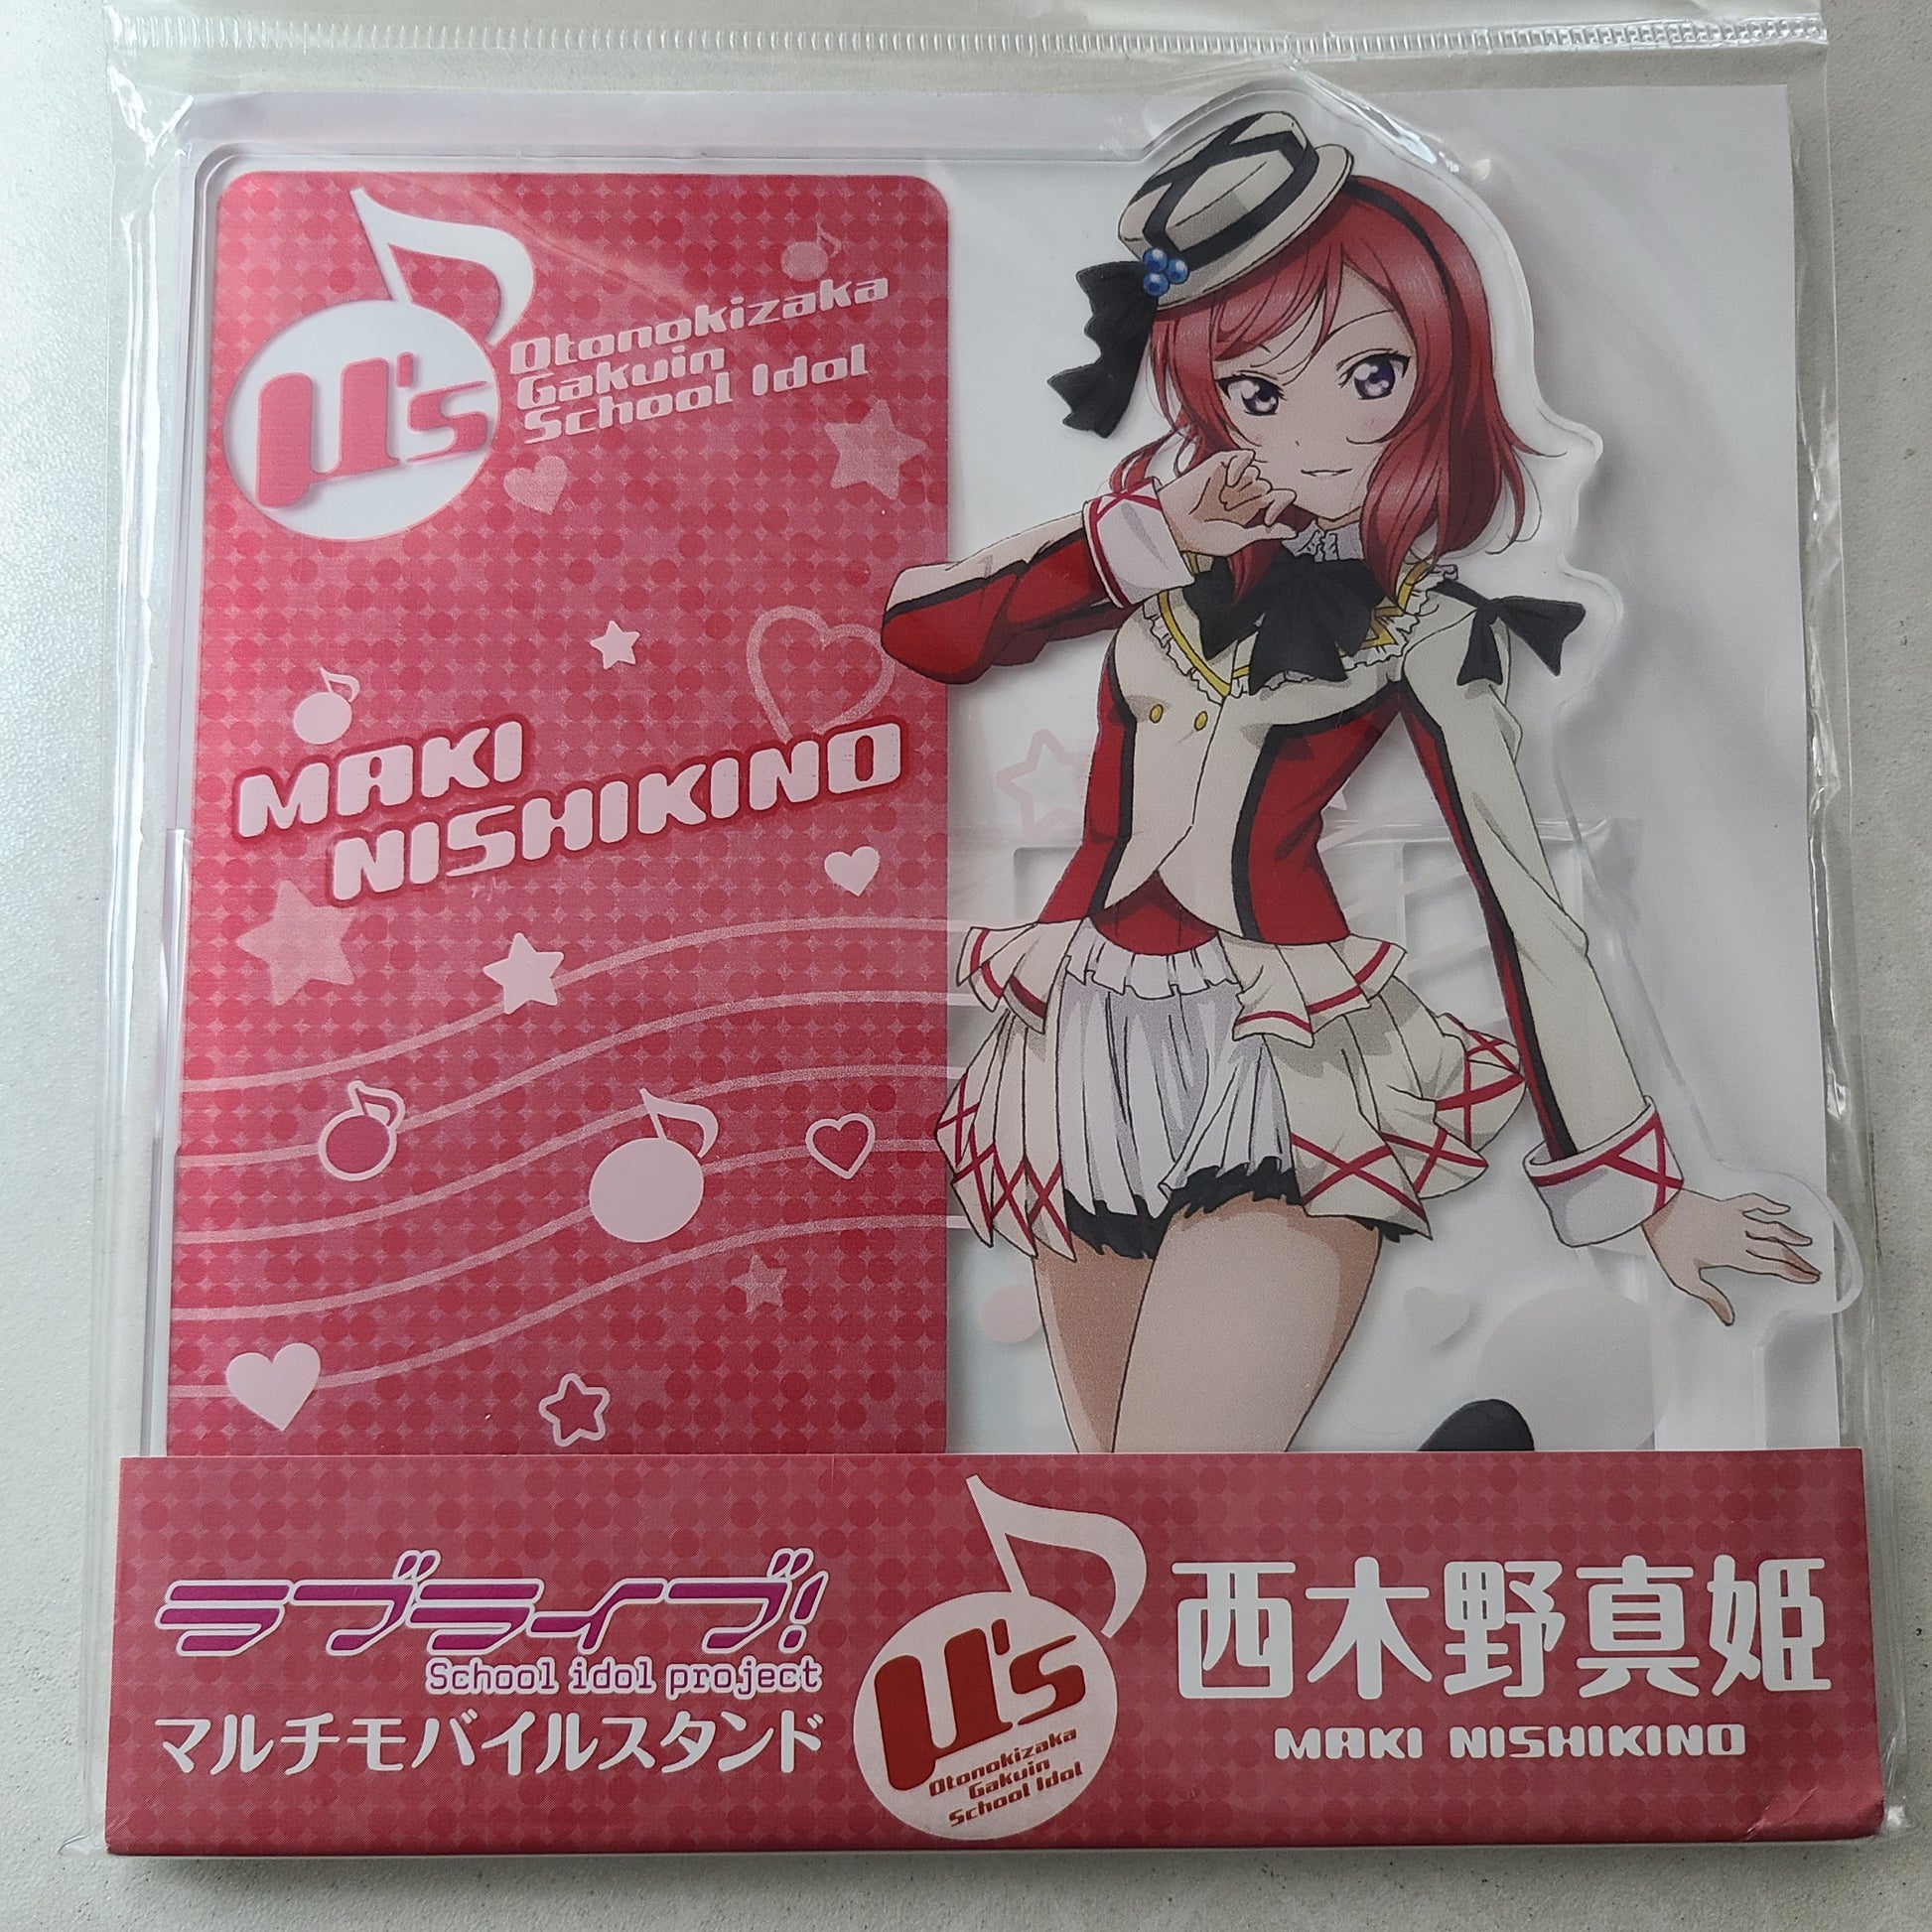 μ's
Otonokizaka
Gakuin
School Idol
MAKI
NISHIKINO
ラブライブ!
School idol project
マルチモバイルスタンド
μ's
Otonokizaka
Gakuin
School Idol
西木野真姫
MAKI NISHIKINO